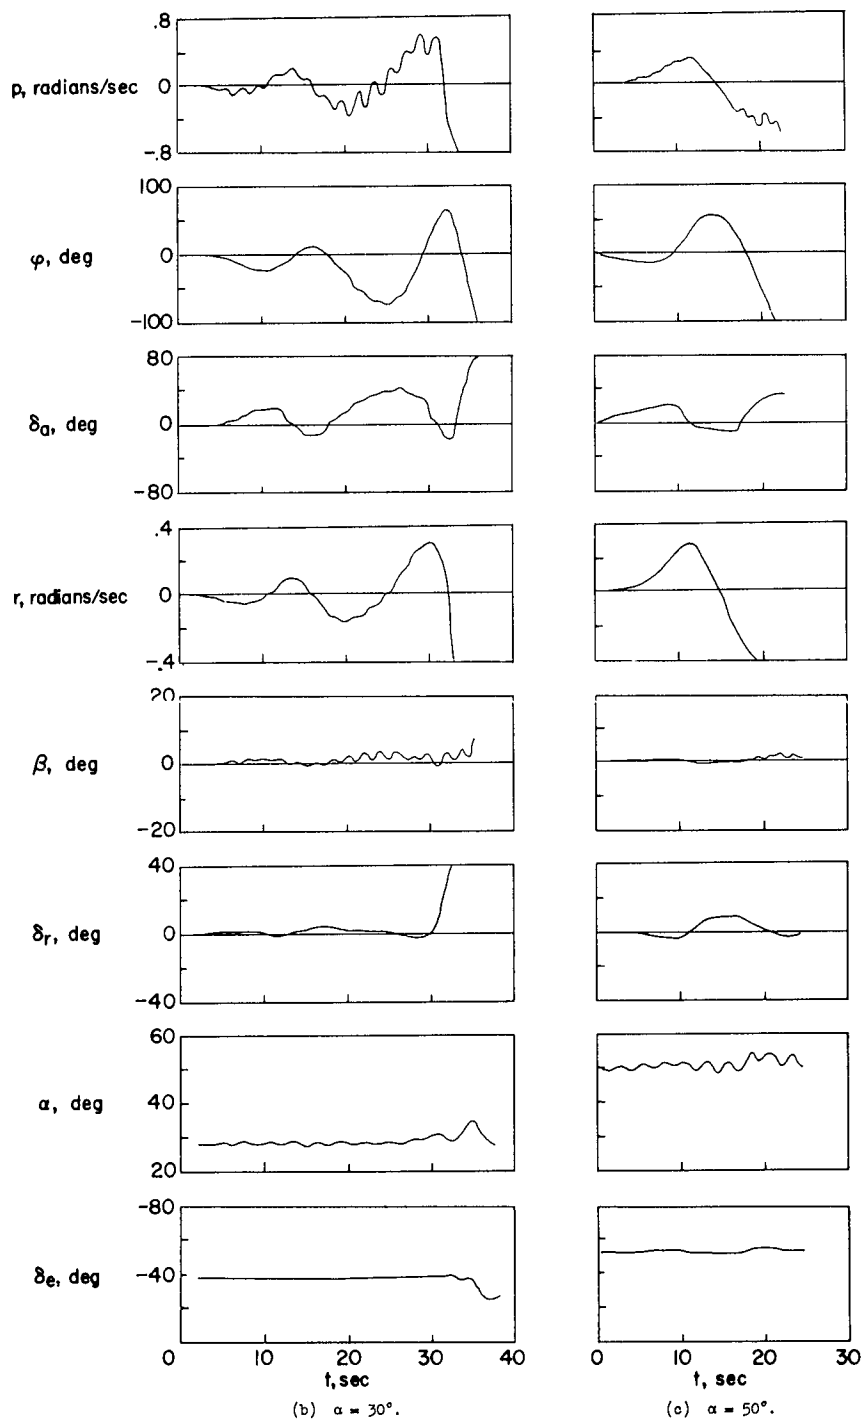 .8
p, radians/sec
0
-.8
100
φ, deg
0
-100
80
δa, deg
0
-80
.4
r, radians/sec
0
-.4
20
β, deg
0
-20
40
δr, deg
0
-40
60
α, deg
40
20
-80
δe, deg
-40
0 10 20 30 40
t, sec
(b) α = 30°.
0 10 20 30
t, sec
(c) α = 50°.